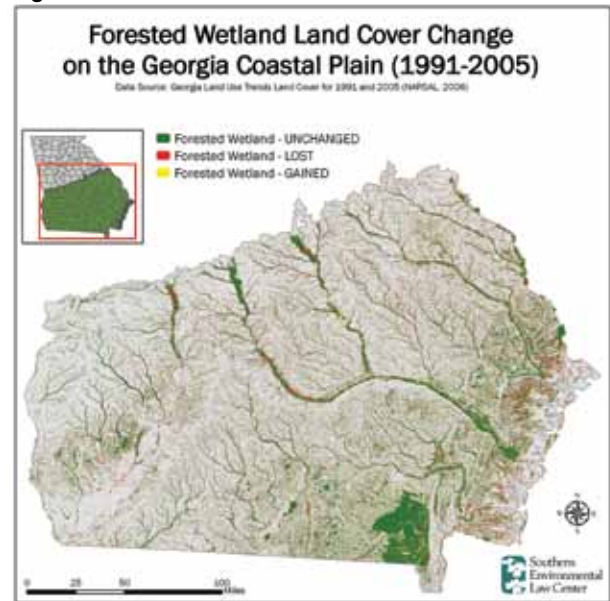 Forested Wetland Land Cover Change
on the Georgia Coastal Plain (1991-2005)
Data Source: Georgia Land Use Trends Land Cover for 1991 and 2005 (NARSAL, 2006)
Forested Wetland - UNCHANGED
Forested Wetland - LOST
Forested Wetland - GAINED
0 25 50 100
Miles
Southern
Environmental
Law Center